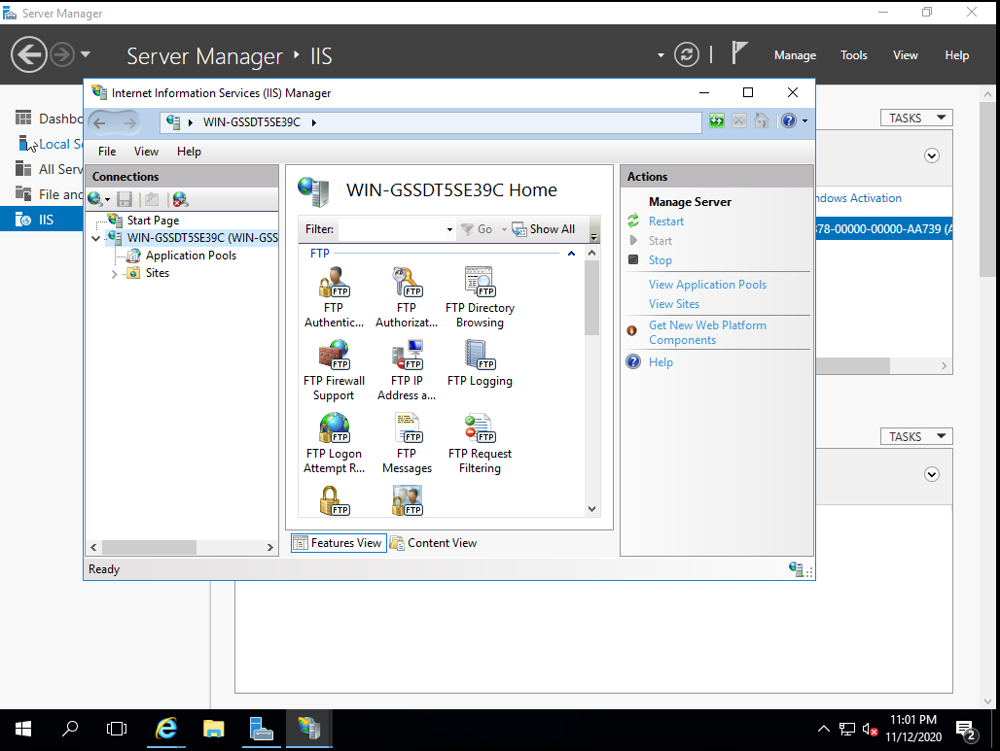 Server Manager
Server Manager ‣ IIS
Manage
Tools
View
Help
Internet Information Services (IIS) Manager
WIN-GSSDT5SE39C
File
View
Help
Dashbo
Local Se
All Serv
File and
IIS
Connections
Start Page
WIN-GSSDT5SE39C (WIN-GSS
Application Pools
Sites
WIN-GSSDT5SE39C Home
Filter:
Go
Show All
FTP
FTP
Authentic...
FTP
Authorizat...
FTP Directory
Browsing
FTP Firewall
Support
FTP IP
Address a...
FTP Logging
FTP Logon
Attempt R...
FTP
Messages
FTP Request
Filtering
Features View
Content View
Actions
Manage Server
Restart
Start
Stop
View Application Pools
View Sites
Get New Web Platform
Components
Help
Ready
TASKS
ndows Activation
378-00000-00000-AA739 (A
TASKS
11:01 PM
11/12/2020
2